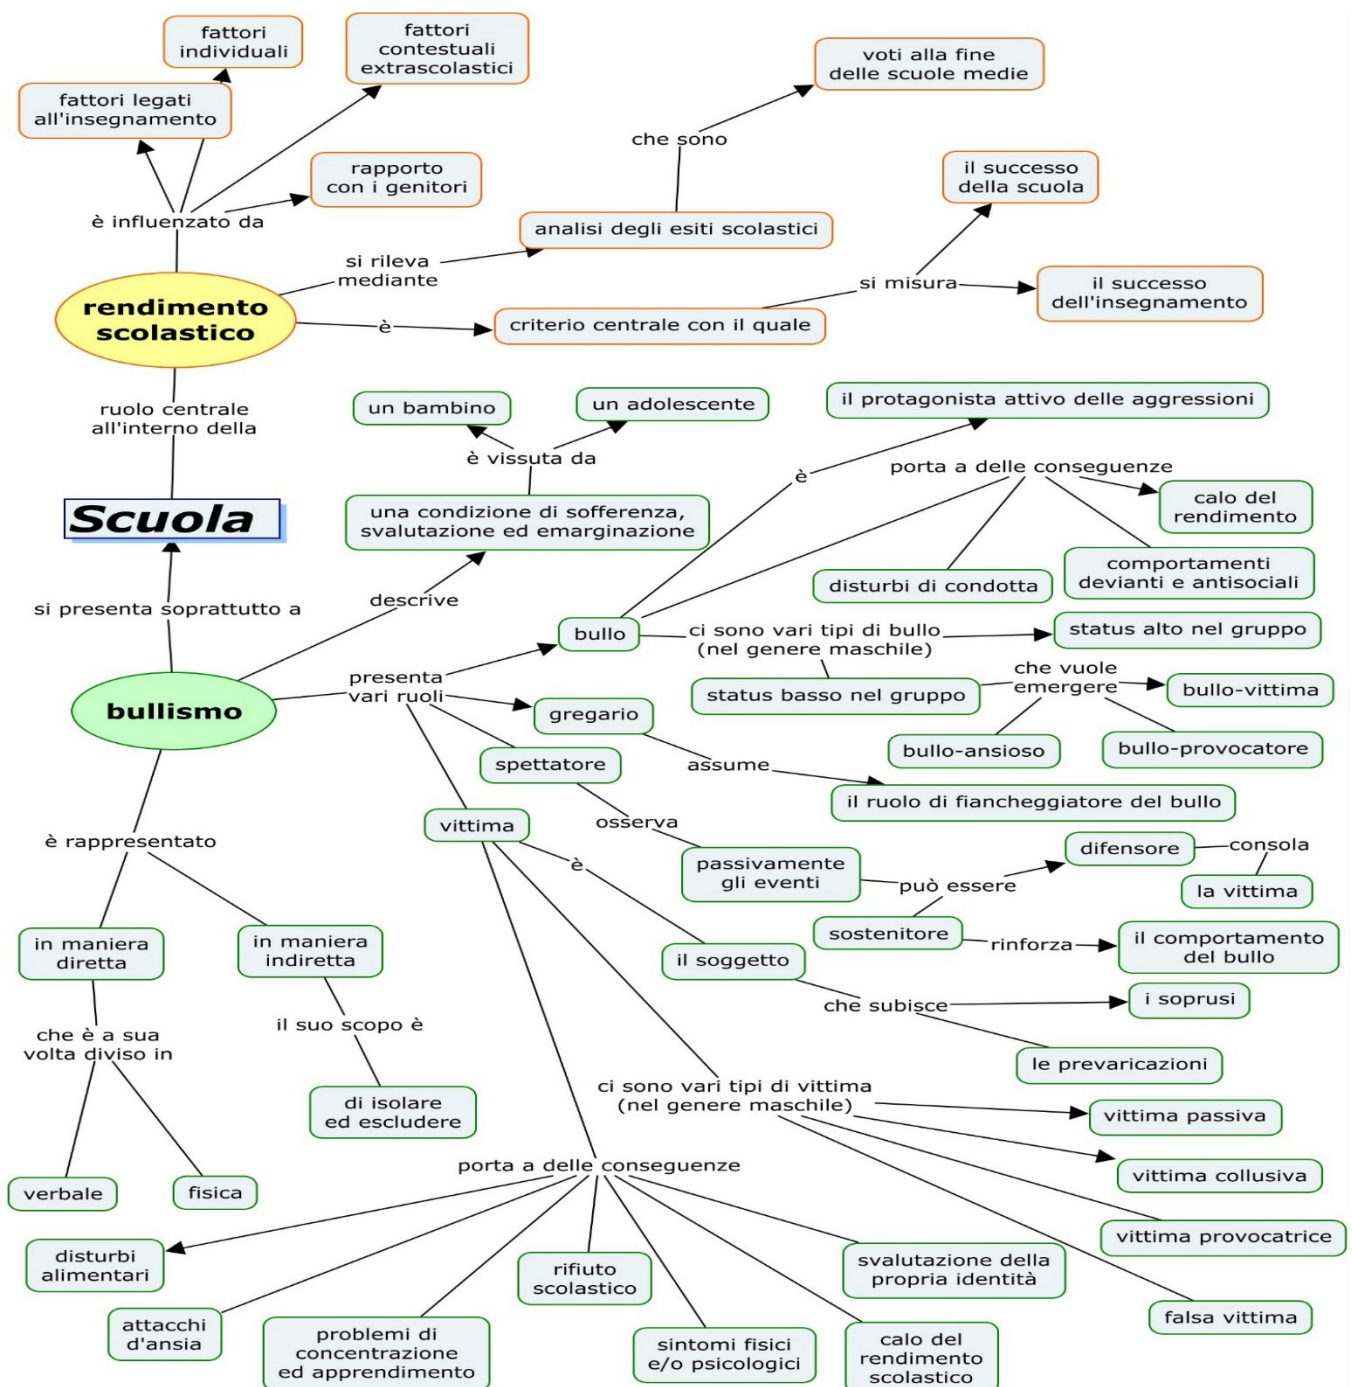 fattori
individuali
fattori
contestuali
extrascolastici
fattori legati
all'insegnamento
rapporto
con i genitori
è influenzato da
voti alla fine
delle scuole medie
che sono
analisi degli esiti scolastici
si rileva
mediante
rendimento
scolastico
è
criterio centrale con il quale
si misura
il successo
della scuola
il successo
dell'insegnamento
ruolo centrale
all'interno della
Scuola
si presenta soprattutto a
bullismo
descrive
una condizione di sofferenza,
svalutazione ed emarginazione
è vissuta da
un bambino
un adolescente
presenta
vari ruoli
bullo
è
il protagonista attivo delle aggressioni
porta a delle conseguenze
calo del
rendimento
comportamenti
devianti e antisociali
disturbi di condotta
ci sono vari tipi di bullo
(nel genere maschile)
status alto nel gruppo
status basso nel gruppo
che vuole
emergere
bullo-vittima
bullo-ansioso
bullo-provocatore
gregario
assume
il ruolo di fiancheggiatore del bullo
spettatore
osserva
passivamente
gli eventi
può essere
difensore
consola
la vittima
sostenitore
rinforza
il comportamento
del bullo
vittima
è
il soggetto
che subisce
i soprusi
le prevaricazioni
ci sono vari tipi di vittima
(nel genere maschile)
vittima passiva
vittima collusiva
vittima provocatrice
falsa vittima
è rappresentato
in maniera
diretta
in maniera
indiretta
che è a sua
volta diviso in
verbale
fisica
il suo scopo è
di isolare
ed escludere
porta a delle conseguenze
disturbi
alimentari
attacchi
d'ansia
problemi di
concentrazione
ed apprendimento
rifiuto
scolastico
sintomi fisici
e/o psicologici
calo del
rendimento
scolastico
svalutazione della
propria identità